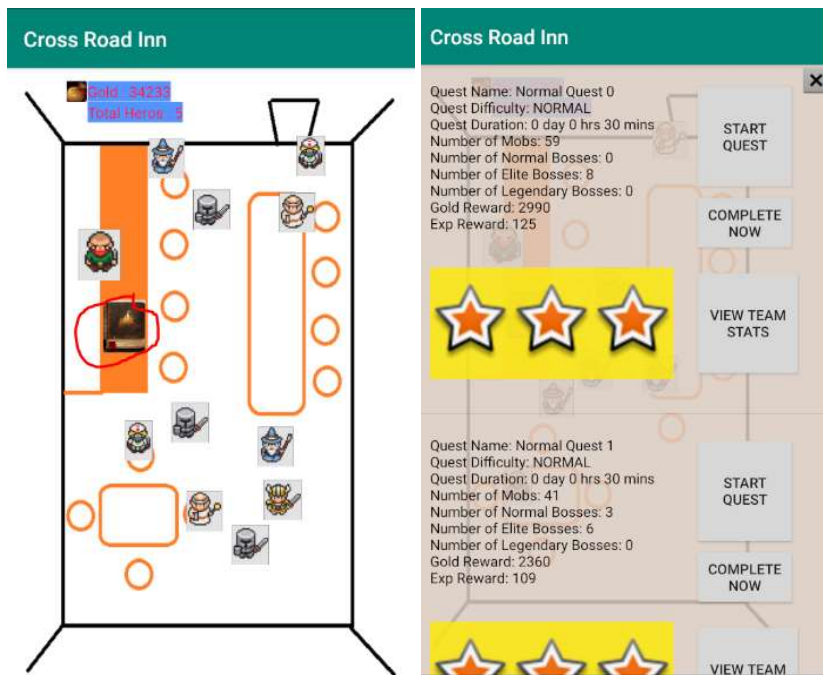 Cross Road Inn
Gold : 34233
Total Heros : 5
Cross Road Inn
Quest Name: Normal Quest 0
Quest Difficulty: NORMAL
Quest Duration: 0 day 0 hrs 30 mins
Number of Mobs: 59
Number of Normal Bosses: 0
Number of Elite Bosses: 8
Number of Legendary Bosses: 0
Gold Reward: 2990
Exp Reward: 125
START
QUEST
COMPLETE
NOW
VIEW TEAM
STATS
Quest Name: Normal Quest 1
Quest Difficulty: NORMAL
Quest Duration: 0 day 0 hrs 30 mins
Number of Mobs: 41
Number of Normal Bosses: 3
Number of Elite Bosses: 6
Number of Legendary Bosses: 0
Gold Reward: 2360
Exp Reward: 109
START
QUEST
COMPLETE
NOW
VIEW TEAM